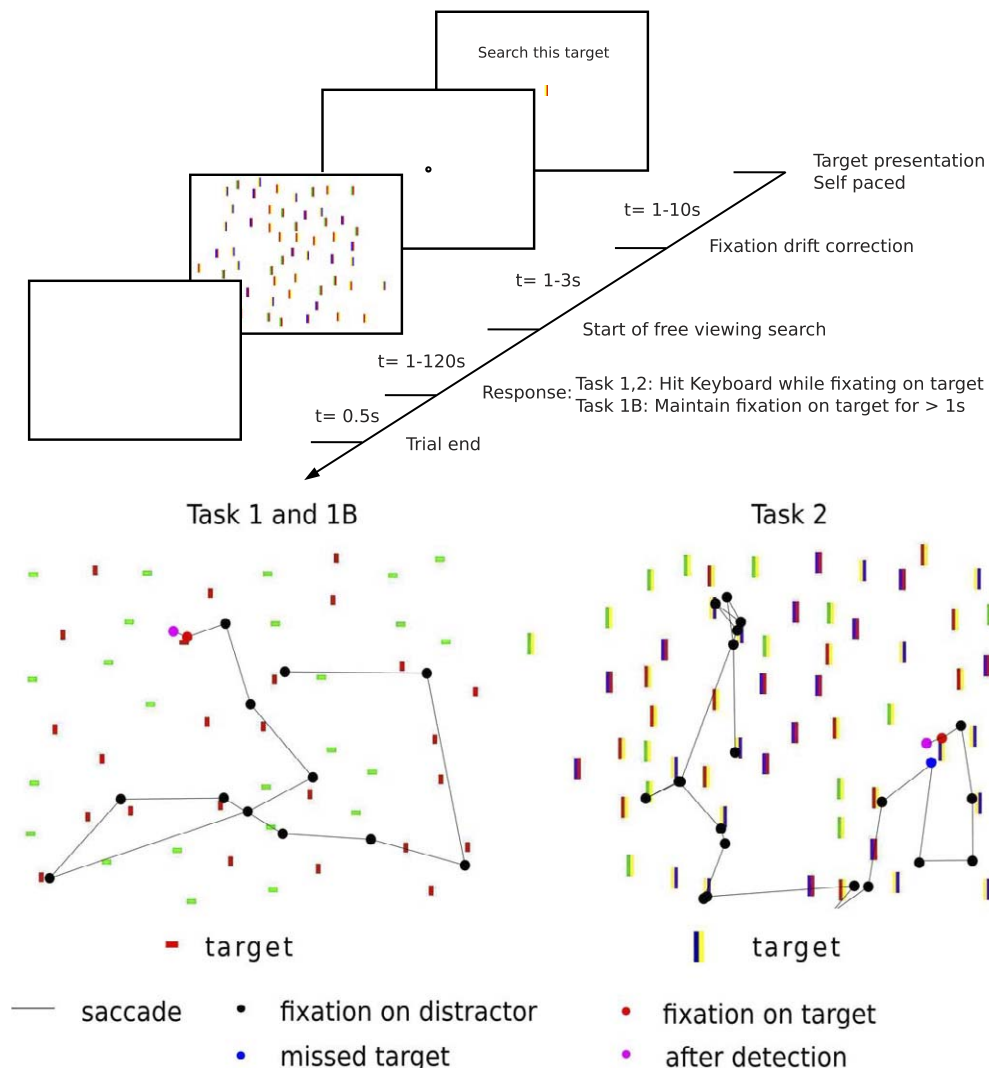 Search this target
Target presentation
Self paced
t= 1-10s
Fixation drift correction
t= 1-3s
Start of free viewing search
t= 1-120s
Response:
Task 1,2: Hit Keyboard while fixating on target
Task 1B: Maintain fixation on target for > 1s
t= 0.5s
Trial end
Task 1 and 1B
Task 2
target
target
saccade
fixation on distractor
fixation on target
missed target
after detection